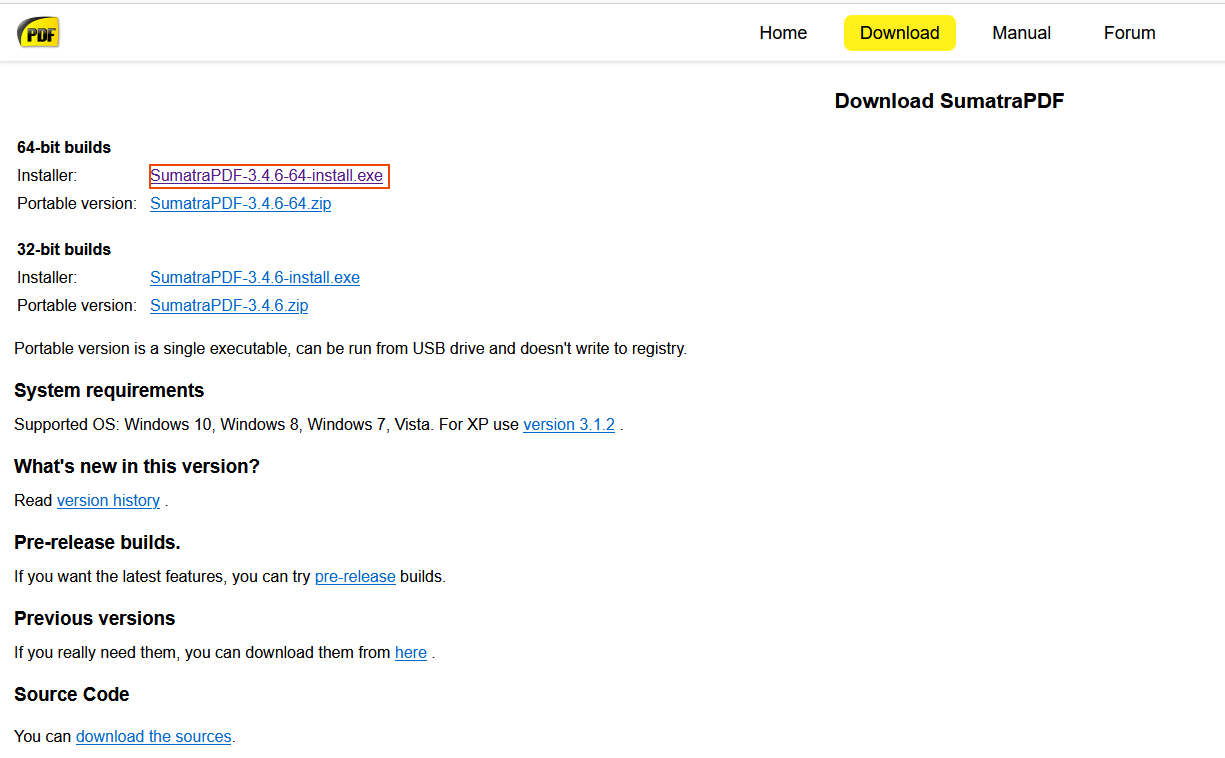 PDF
Home Download Manual Forum
Download SumatraPDF
64-bit builds
Installer: SumatraPDF-3.4.6-64-install.exe
Portable version: SumatraPDF-3.4.6-64.zip
32-bit builds
Installer: SumatraPDF-3.4.6-install.exe
Portable version: SumatraPDF-3.4.6.zip
Portable version is a single executable, can be run from USB drive and doesn't write to registry.
System requirements
Supported OS: Windows 10, Windows 8, Windows 7, Vista. For XP use version 3.1.2 .
What's new in this version?
Read version history .
Pre-release builds.
If you want the latest features, you can try pre-release builds.
Previous versions
If you really need them, you can download them from here .
Source Code
You can download the sources.